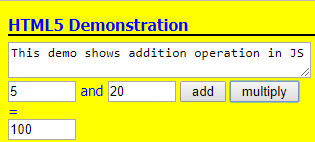 HTML5 Demonstration
This demo shows addition operation in JS
5 and 20 add multiply
=
100